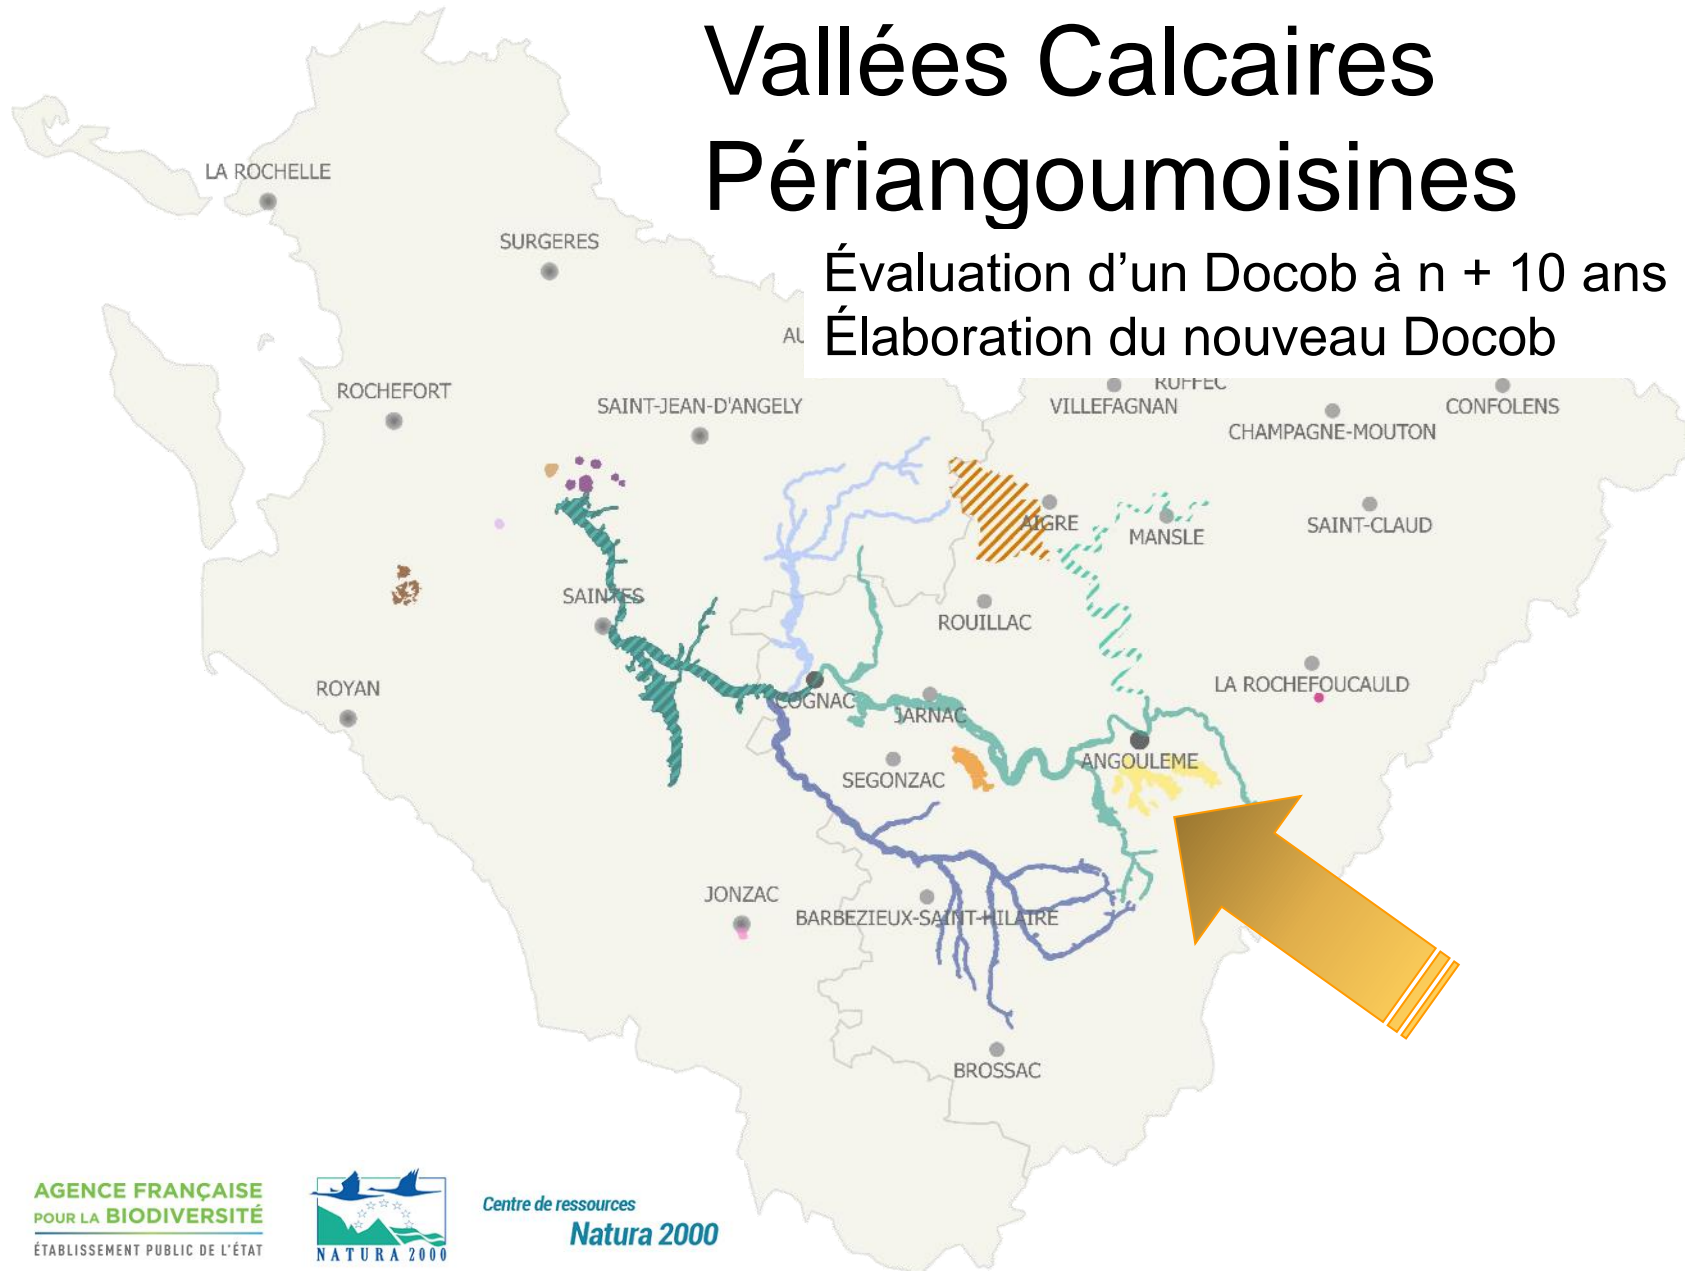 Vallées Calcaires
Périangoumoisines
Évaluation d’un Docob à n + 10 ans
Élaboration du nouveau Docob
LA ROCHELLE
SURGERES
AU
ROCHEFORT
SAINT-JEAN-D'ANGELY
RUFFEC
VILLEFAGNAN
CONFOLENS
CHAMPAGNE-MOUTON
AIGRE
MANSLE
SAINT-CLAUD
SAINTES
ROUILLAC
ROYAN
COGNAC
JARNAC
LA ROCHEFOUCAULD
ANGOULEME
SEGONZAC
JONZAC
BARBEZIEUX-SAINT-HILAIRE
BROSSAC
AGENCE FRANÇAISE
POUR LA BIODIVERSITÉ
ÉTABLISSEMENT PUBLIC DE L'ÉTAT
NATURA 2000
Centre de ressources
Natura 2000